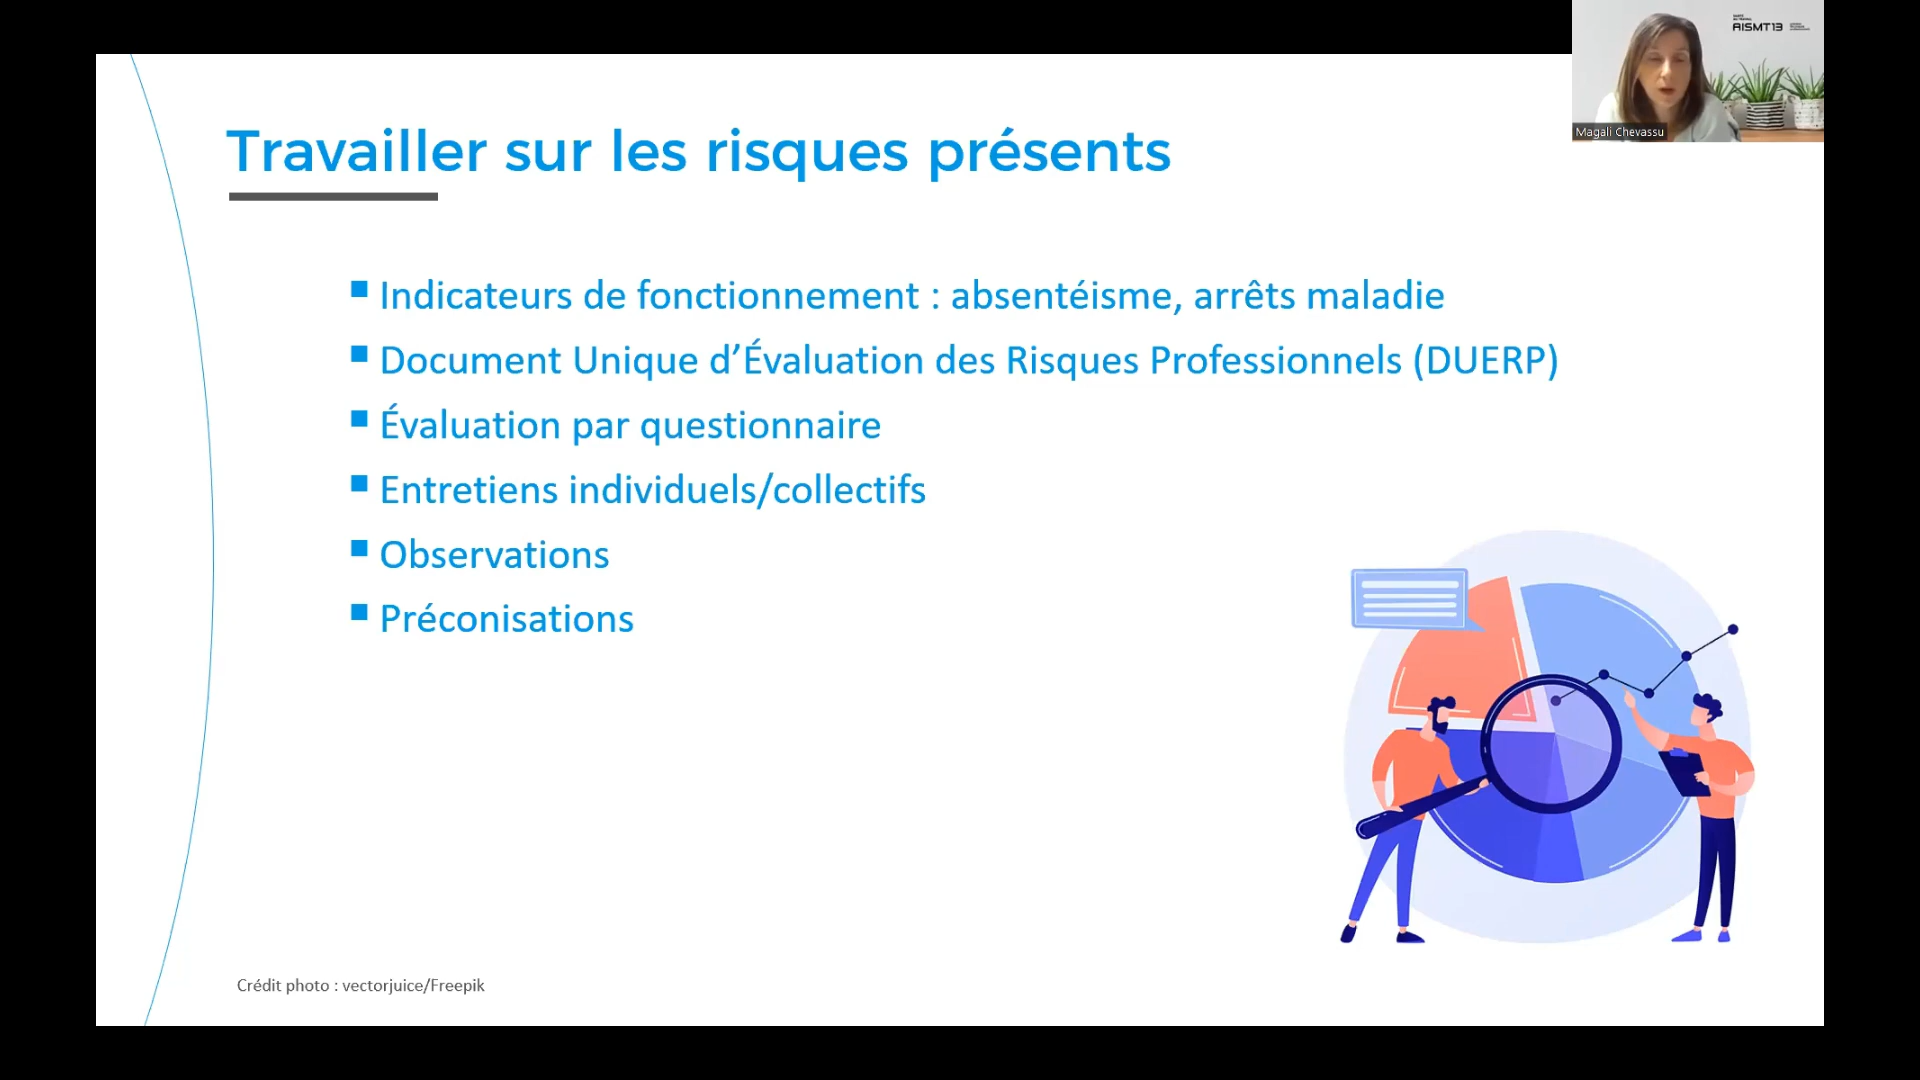 AISMT13
Magali Chevassu
Travailler sur les risques présents
Indicateurs de fonctionnement : absentéisme, arrêts maladie
Document Unique d’Évaluation des Risques Professionnels (DUERP)
Évaluation par questionnaire
Entretiens individuels/collectifs
Observations
Préconisations
Crédit photo : vectorjuice/Freepik